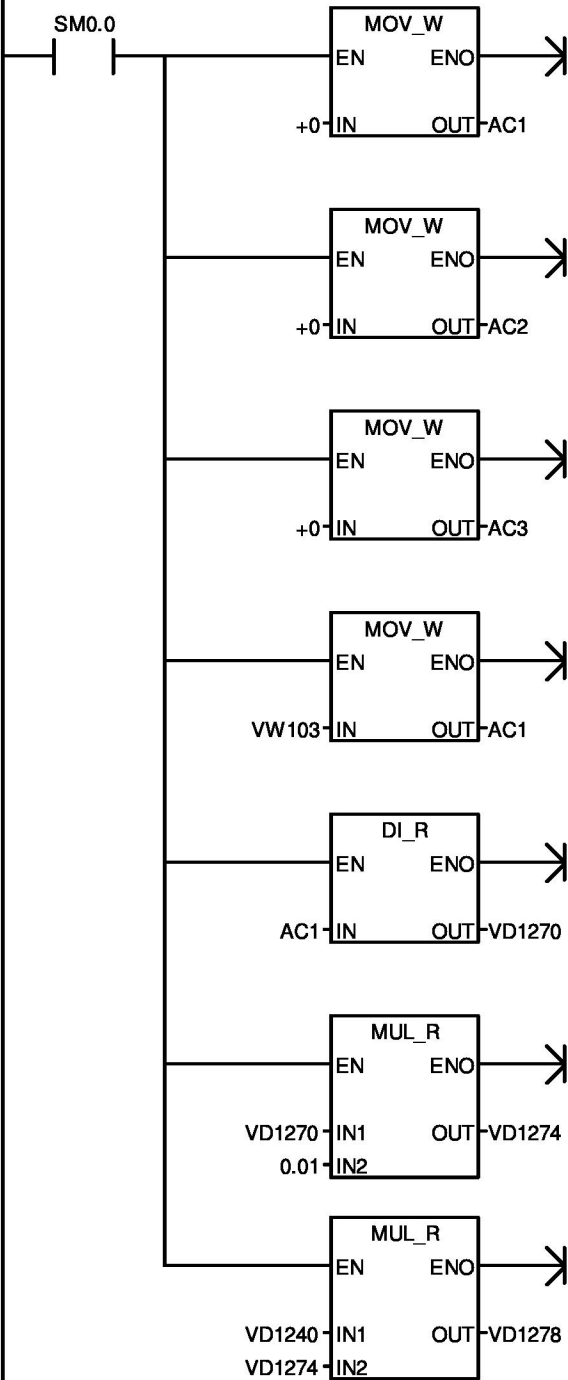 SM0.0
MOV_W
EN ENO
+0 IN OUT AC1
MOV_W
EN ENO
+0 IN OUT AC2
MOV_W
EN ENO
+0 IN OUT AC3
MOV_W
EN ENO
VW103 IN OUT AC1
DI_R
EN ENO
AC1 IN OUT VD1270
MUL_R
EN ENO
VD1270 IN1 OUT VD1274
0.01 IN2
MUL_R
EN ENO
VD1240 IN1 OUT VD1278
VD1274 IN2